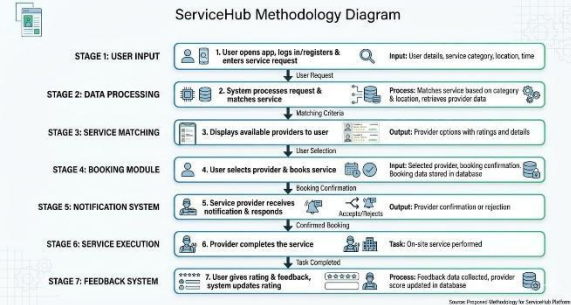 ServiceHub Methodology Diagram
STAGE 1: USER INPUT
1. User opens app, logs in/registers &
enters service request
Input: User details, service category, location, time
User Request
STAGE 2: DATA PROCESSING
2. System processes request &
matches service
Process: Matches service based on category
& location, retrieves provider data
Matching Criteria
STAGE 3: SERVICE MATCHING
3. Displays available providers to user
Output: Provider options with ratings and details
User Selection
STAGE 4: BOOKING MODULE
4. User selects provider & books service
Input: Selected provider, booking confirmation,
Booking data stored in database
Booking Confirmation
STAGE 5: NOTIFICATION SYSTEM
5. Service provider receives
notification & responds
Accepts/Rejects
Output: Provider confirmation or rejection
Confirmed Booking
STAGE 6: SERVICE EXECUTION
6. Provider completes the service
Task: On-site service performed
Task Completed
STAGE 7: FEEDBACK SYSTEM
7. User gives rating & feedback,
system updates rating
Process: Feedback data collected, provider
score updated in database
Source: Proposed Methodology for ServiceHub Platform